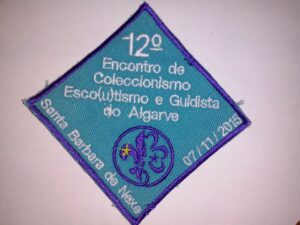 12º
Encontro de
Coleccionismo
Esco(u)tismo e Guidista
do Algarve
Santa Barbara de Nexe
07/11/2015